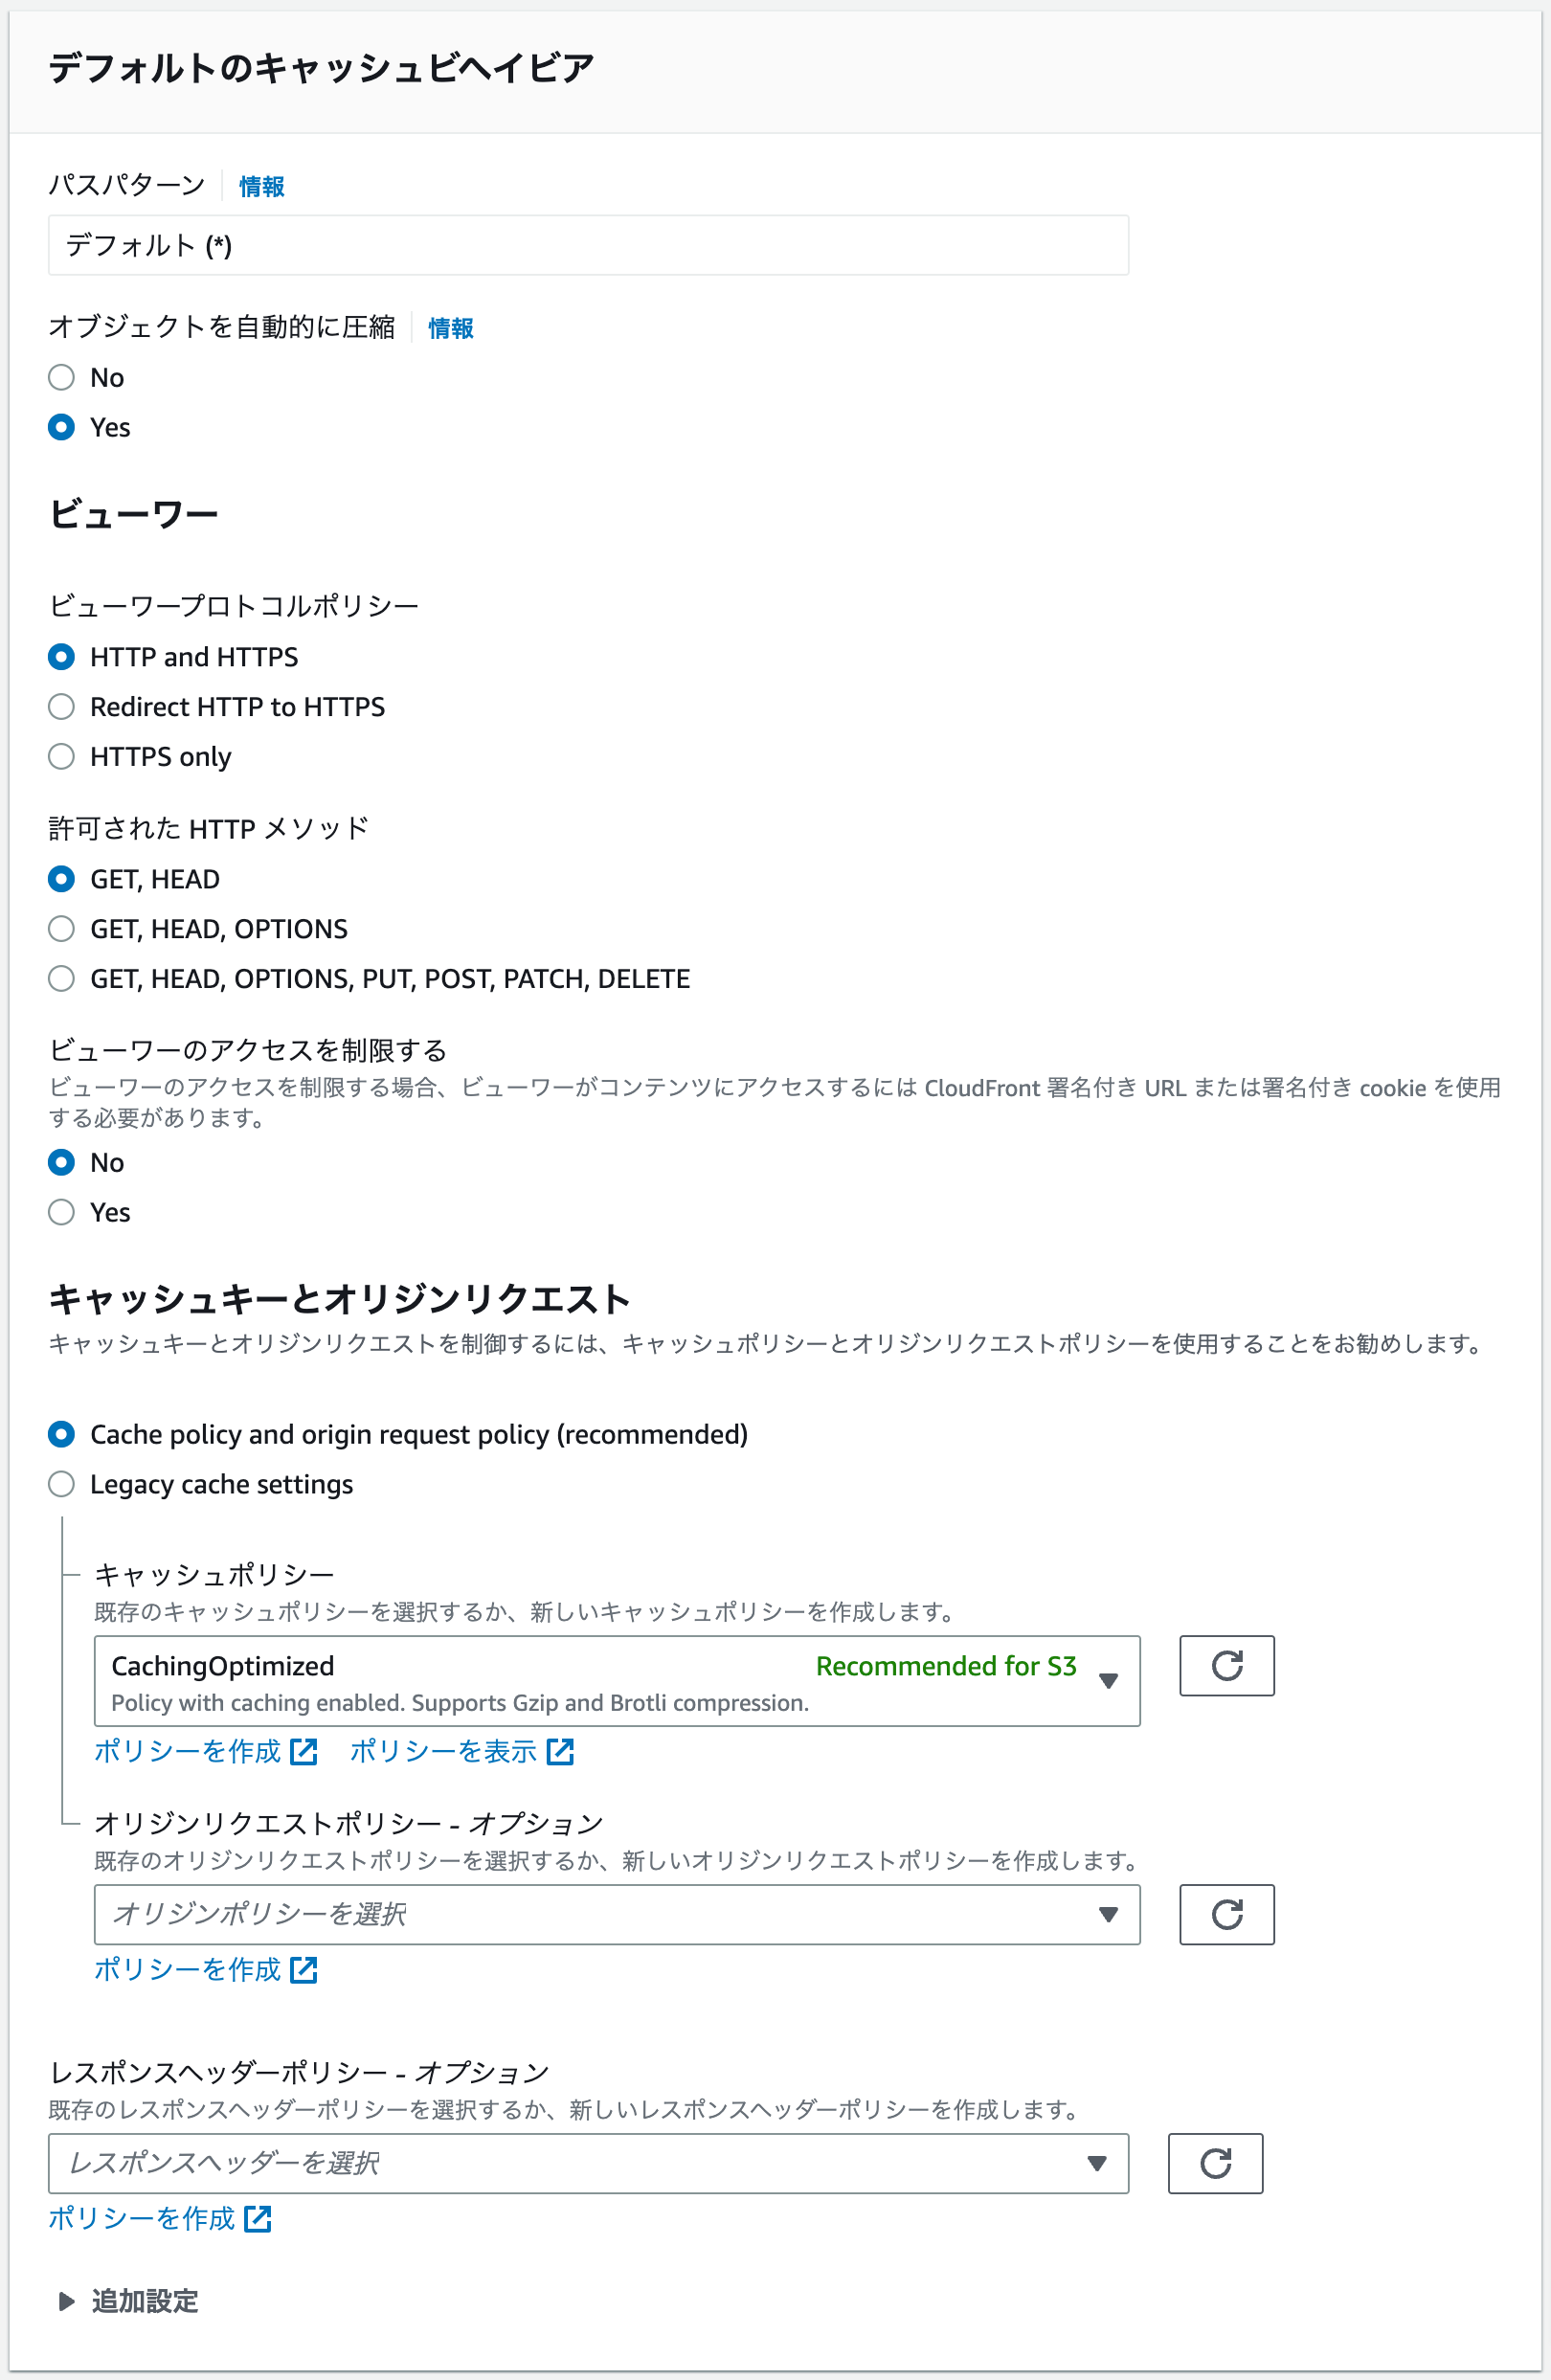 デフォルトのキャッシュビヘイビア
パスパターン 情報
デフォルト (*)
オブジェクトを自動的に圧縮 情報
No
Yes
ビューワー
ビューワープロトコルポリシー
HTTP and HTTPS
Redirect HTTP to HTTPS
HTTPS only
許可された HTTP メソッド
GET, HEAD
GET, HEAD, OPTIONS
GET, HEAD, OPTIONS, PUT, POST, PATCH, DELETE
ビューワーのアクセスを制限する
ビューワーのアクセスを制限する場合、ビューワーがコンテンツにアクセスするには CloudFront 署名付き URL または署名付き cookie を使用
する必要があります。
No
Yes
キャッシュキーとオリジンリクエスト
キャッシュキーとオリジンリクエストを制御するには、キャッシュポリシーとオリジンリクエストポリシーを使用することをお勧めします。
Cache policy and origin request policy (recommended)
Legacy cache settings
キャッシュポリシー
既存のキャッシュポリシーを選択するか、新しいキャッシュポリシーを作成します。
CachingOptimized Recommended for S3
Policy with caching enabled. Supports Gzip and Brotli compression.
ポリシーを作成 ポリシーを表示
オリジンリクエストポリシー - オプション
既存のオリジンリクエストポリシーを選択するか、新しいオリジンリクエストポリシーを作成します。
オリジンポリシーを選択
ポリシーを作成
レスポンスヘッダーポリシー - オプション
既存のレスポンスヘッダーポリシーを選択するか、新しいレスポンスヘッダーポリシーを作成します。
レスポンスヘッダーを選択
ポリシーを作成
追加設定